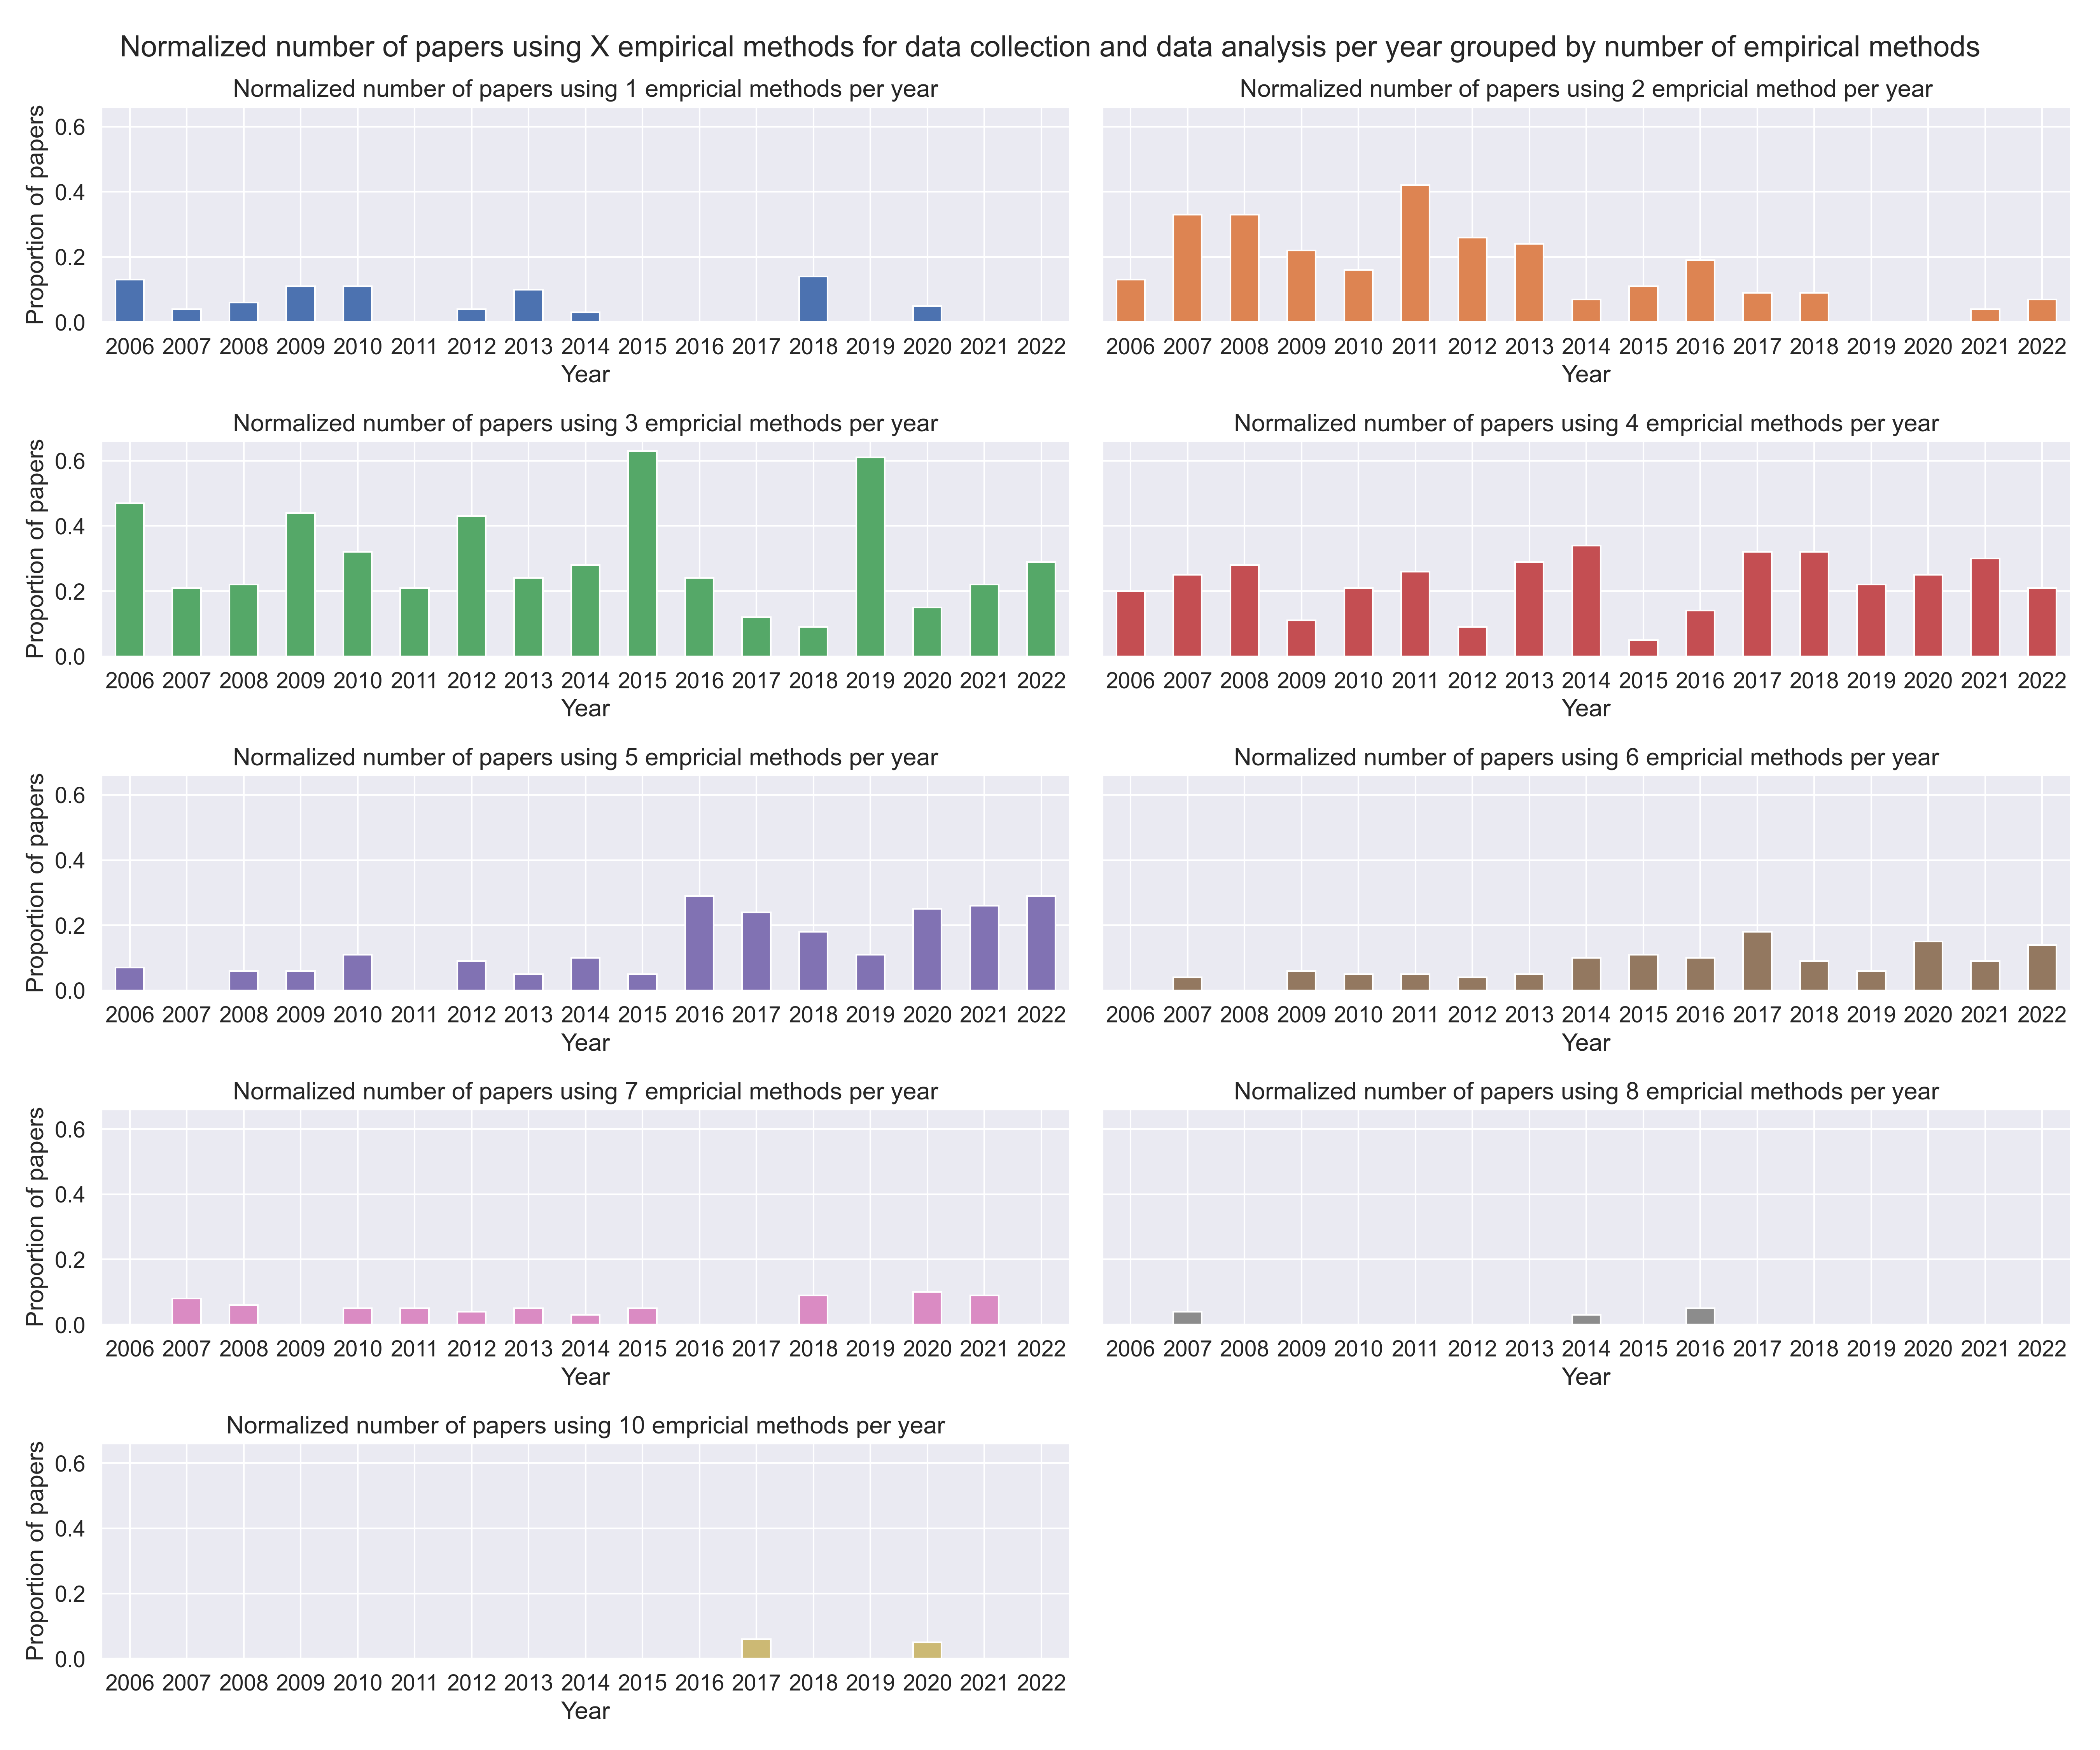 Normalized number of papers using X empirical methods for data collection and data analysis per year grouped by number of empirical methods
Normalized number of papers using 1 empricial methods per year
Proportion of papers
0.6
0.4
0.2
0.0
2006 2007 2008 2009 2010 2011 2012 2013 2014 2015 2016 2017 2018 2019 2020 2021 2022
Year
Normalized number of papers using 2 empricial method per year
2006 2007 2008 2009 2010 2011 2012 2013 2014 2015 2016 2017 2018 2019 2020 2021 2022
Year
Normalized number of papers using 3 empricial methods per year
Proportion of papers
0.6
0.4
0.2
0.0
2006 2007 2008 2009 2010 2011 2012 2013 2014 2015 2016 2017 2018 2019 2020 2021 2022
Year
Normalized number of papers using 4 empricial methods per year
2006 2007 2008 2009 2010 2011 2012 2013 2014 2015 2016 2017 2018 2019 2020 2021 2022
Year
Normalized number of papers using 5 empricial methods per year
Proportion of papers
0.6
0.4
0.2
0.0
2006 2007 2008 2009 2010 2011 2012 2013 2014 2015 2016 2017 2018 2019 2020 2021 2022
Year
Normalized number of papers using 6 empricial methods per year
2006 2007 2008 2009 2010 2011 2012 2013 2014 2015 2016 2017 2018 2019 2020 2021 2022
Year
Normalized number of papers using 7 empricial methods per year
Proportion of papers
0.6
0.4
0.2
0.0
2006 2007 2008 2009 2010 2011 2012 2013 2014 2015 2016 2017 2018 2019 2020 2021 2022
Year
Normalized number of papers using 8 empricial methods per year
2006 2007 2008 2009 2010 2011 2012 2013 2014 2015 2016 2017 2018 2019 2020 2021 2022
Year
Normalized number of papers using 10 empricial methods per year
Proportion of papers
0.6
0.4
0.2
0.0
2006 2007 2008 2009 2010 2011 2012 2013 2014 2015 2016 2017 2018 2019 2020 2021 2022
Year